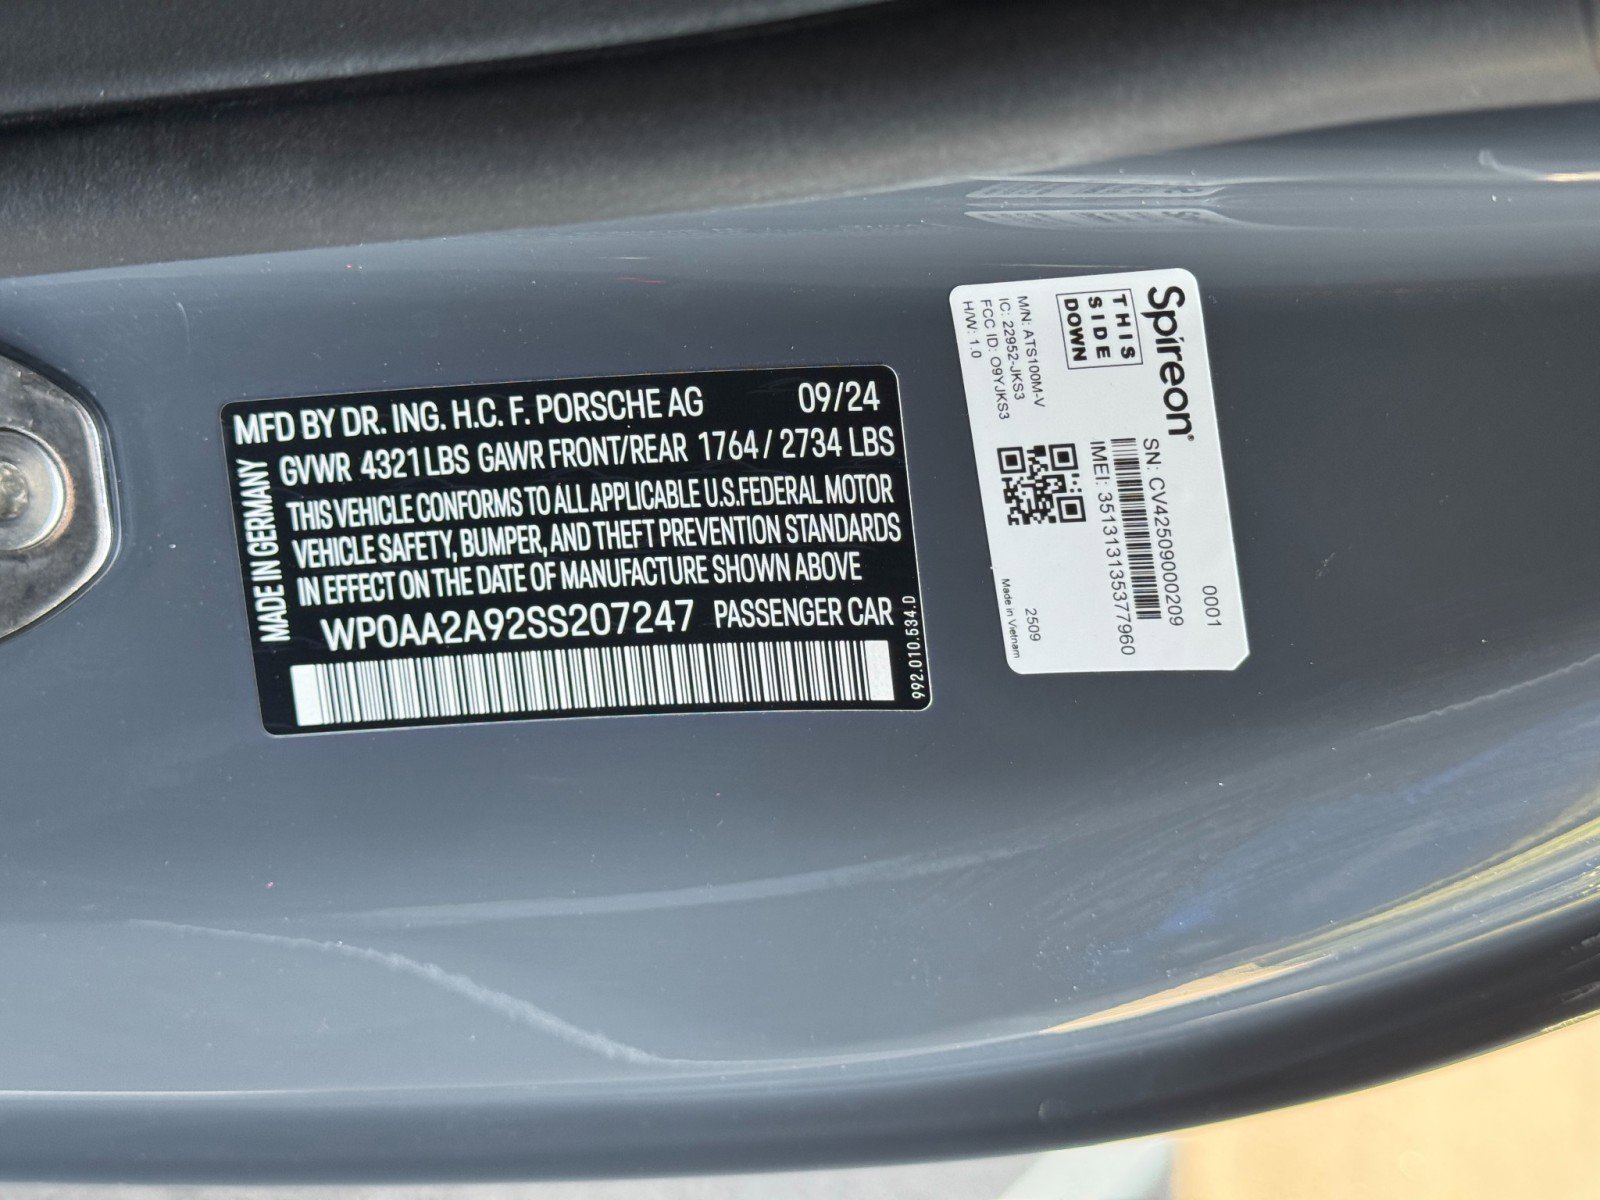 MFD BY DR. ING. H.C. F. PORSCHE AG 09/24
GVWR 4321 LBS GAWR FRONT/REAR 1764 / 2734 LBS
THIS VEHICLE CONFORMS TO ALL APPLICABLE U.S.FEDERAL MOTOR
VEHICLE SAFETY, BUMPER, AND THEFT PREVENTION STANDARDS
IN EFFECT ON THE DATE OF MANUFACTURE SHOWN ABOVE
WP0AA2A92SS207247 PASSENGER CAR
MADE IN GERMANY
992.010.534.0
Spireon®
THIS
SIDE
DOWN
M/N: ATS100M-V
IC: 22952-JKS3
FCC ID: O9YJKS3
H/W: 1.0
SN: CV42509000209
IMEI: 351313135377960
0001
2509
Made in Vietnam